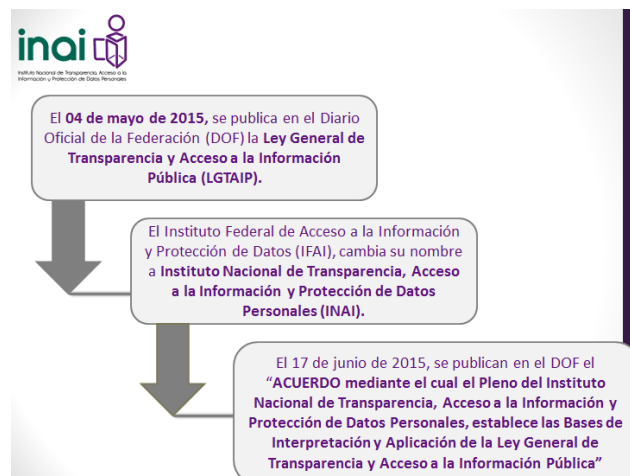 inai
Instituto Nacional de Transparencia, Acceso a la
Información y Protección de Datos Personales
El 04 de mayo de 2015, se publica en el Diario
Oficial de la Federación (DOF) la Ley General de
Transparencia y Acceso a la Información
Pública (LGTAIP).
El Instituto Federal de Acceso a la Información
y Protección de Datos (IFAI), cambia su nombre
a Instituto Nacional de Transparencia, Acceso
a la Información y Protección de Datos
Personales (INAI).
El 17 de junio de 2015, se publican en el DOF el
“ACUERDO mediante el cual el Pleno del Instituto
Nacional de Transparencia, Acceso a la Información y
Protección de Datos Personales, establece las Bases de
Interpretación y Aplicación de la Ley General de
Transparencia y Acceso a la Información Pública”